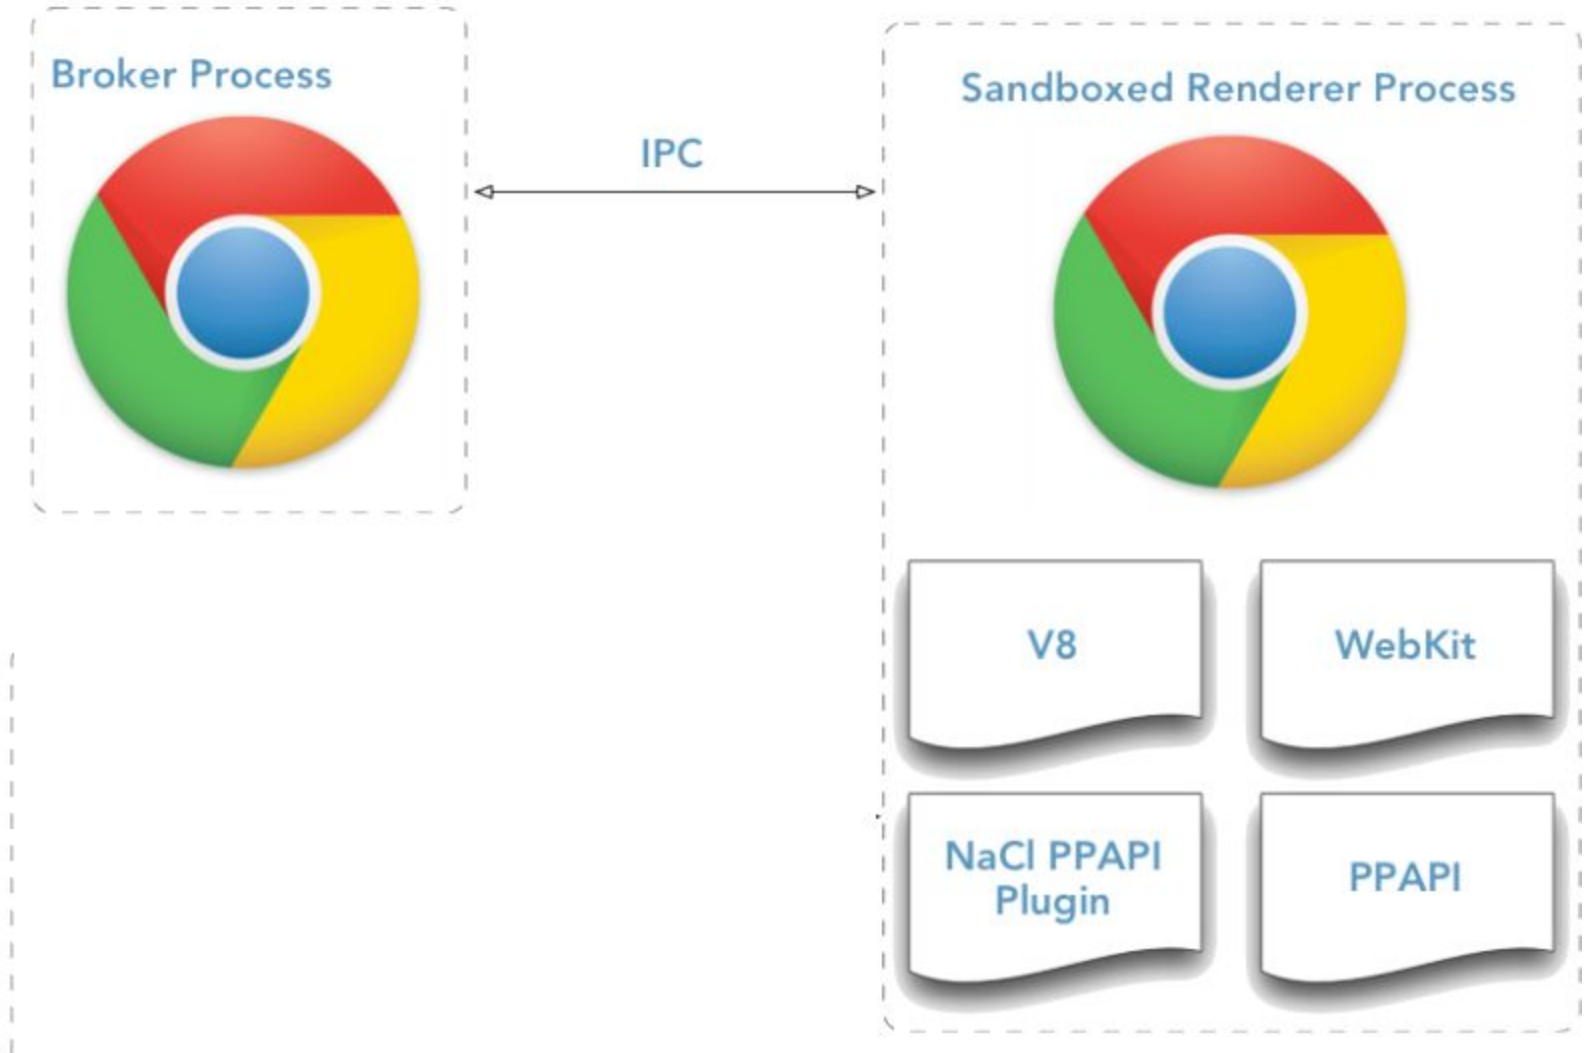 Broker Process
Sandboxed Renderer Process
IPC
V8
WebKit
NaCl PPAPI
Plugin
PPAPI